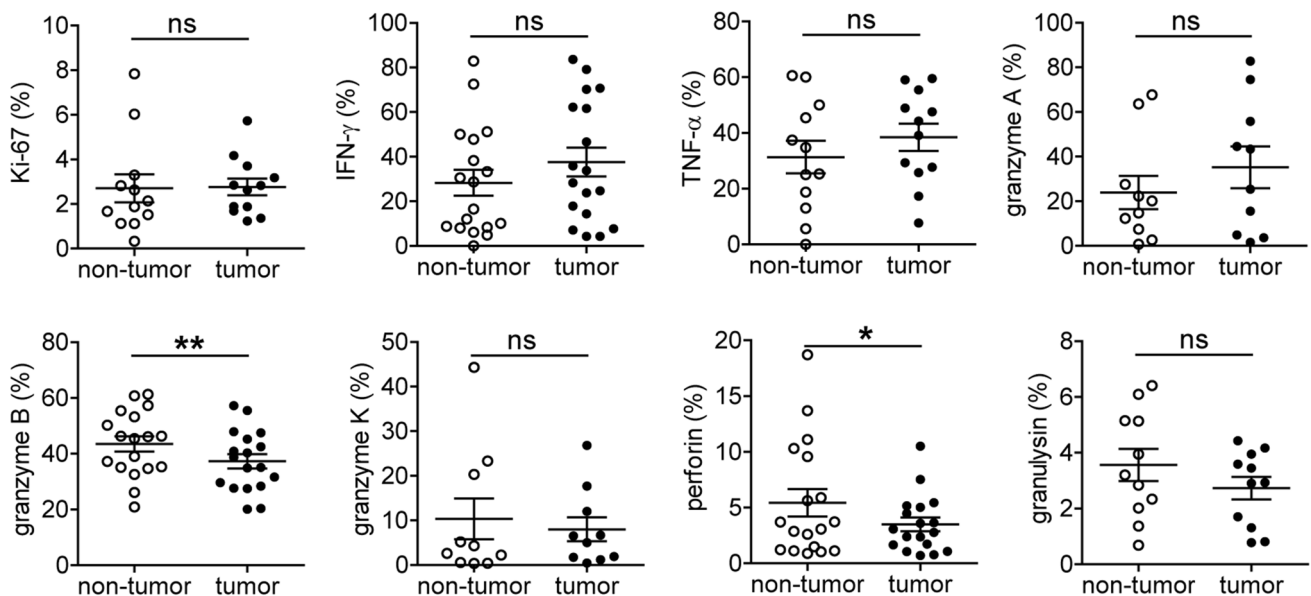 ns
Ki-67 (%)
10
8
6
4
2
0
non-tumor tumor
ns
IFN-γ (%)
100
80
60
40
20
0
non-tumor tumor
ns
TNF-α (%)
80
60
40
20
0
non-tumor tumor
ns
granzyme A (%)
100
80
60
40
20
0
non-tumor tumor
**
granzyme B (%)
80
60
40
20
0
non-tumor tumor
ns
granzyme K (%)
50
40
30
20
10
0
non-tumor tumor
*
perforin (%)
20
15
10
5
0
non-tumor tumor
ns
granulysin (%)
8
6
4
2
0
non-tumor tumor